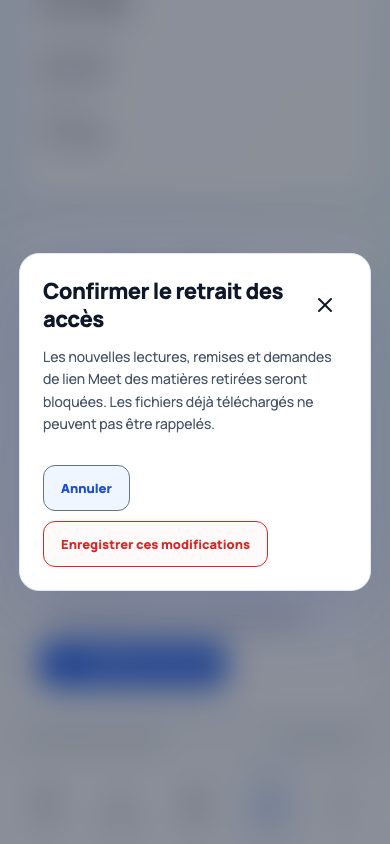 Confirmer le retrait des
accès
Les nouvelles lectures, remises et demandes
de lien Meet des matières retirées seront
bloquées. Les fichiers déjà téléchargés ne
peuvent pas être rappelés.
Annuler
Enregistrer ces modifications